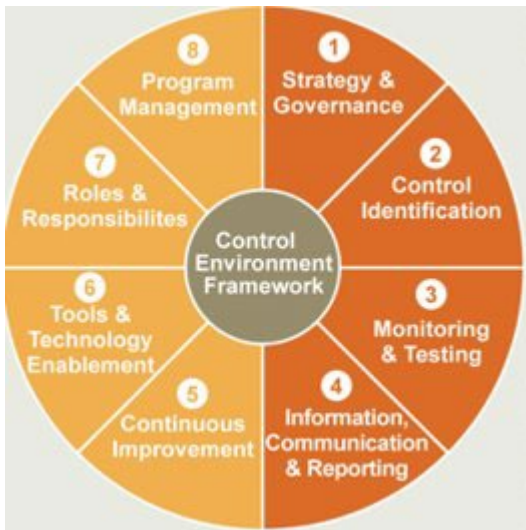 1
Strategy &
Governance
2
Control
Identification
3
Monitoring
& Testing
4
Information,
Communication
& Reporting
5
Continuous
Improvement
6
Tools &
Technology
Enablement
7
Roles &
Responsibilites
8
Program
Management
Control
Environment
Framework